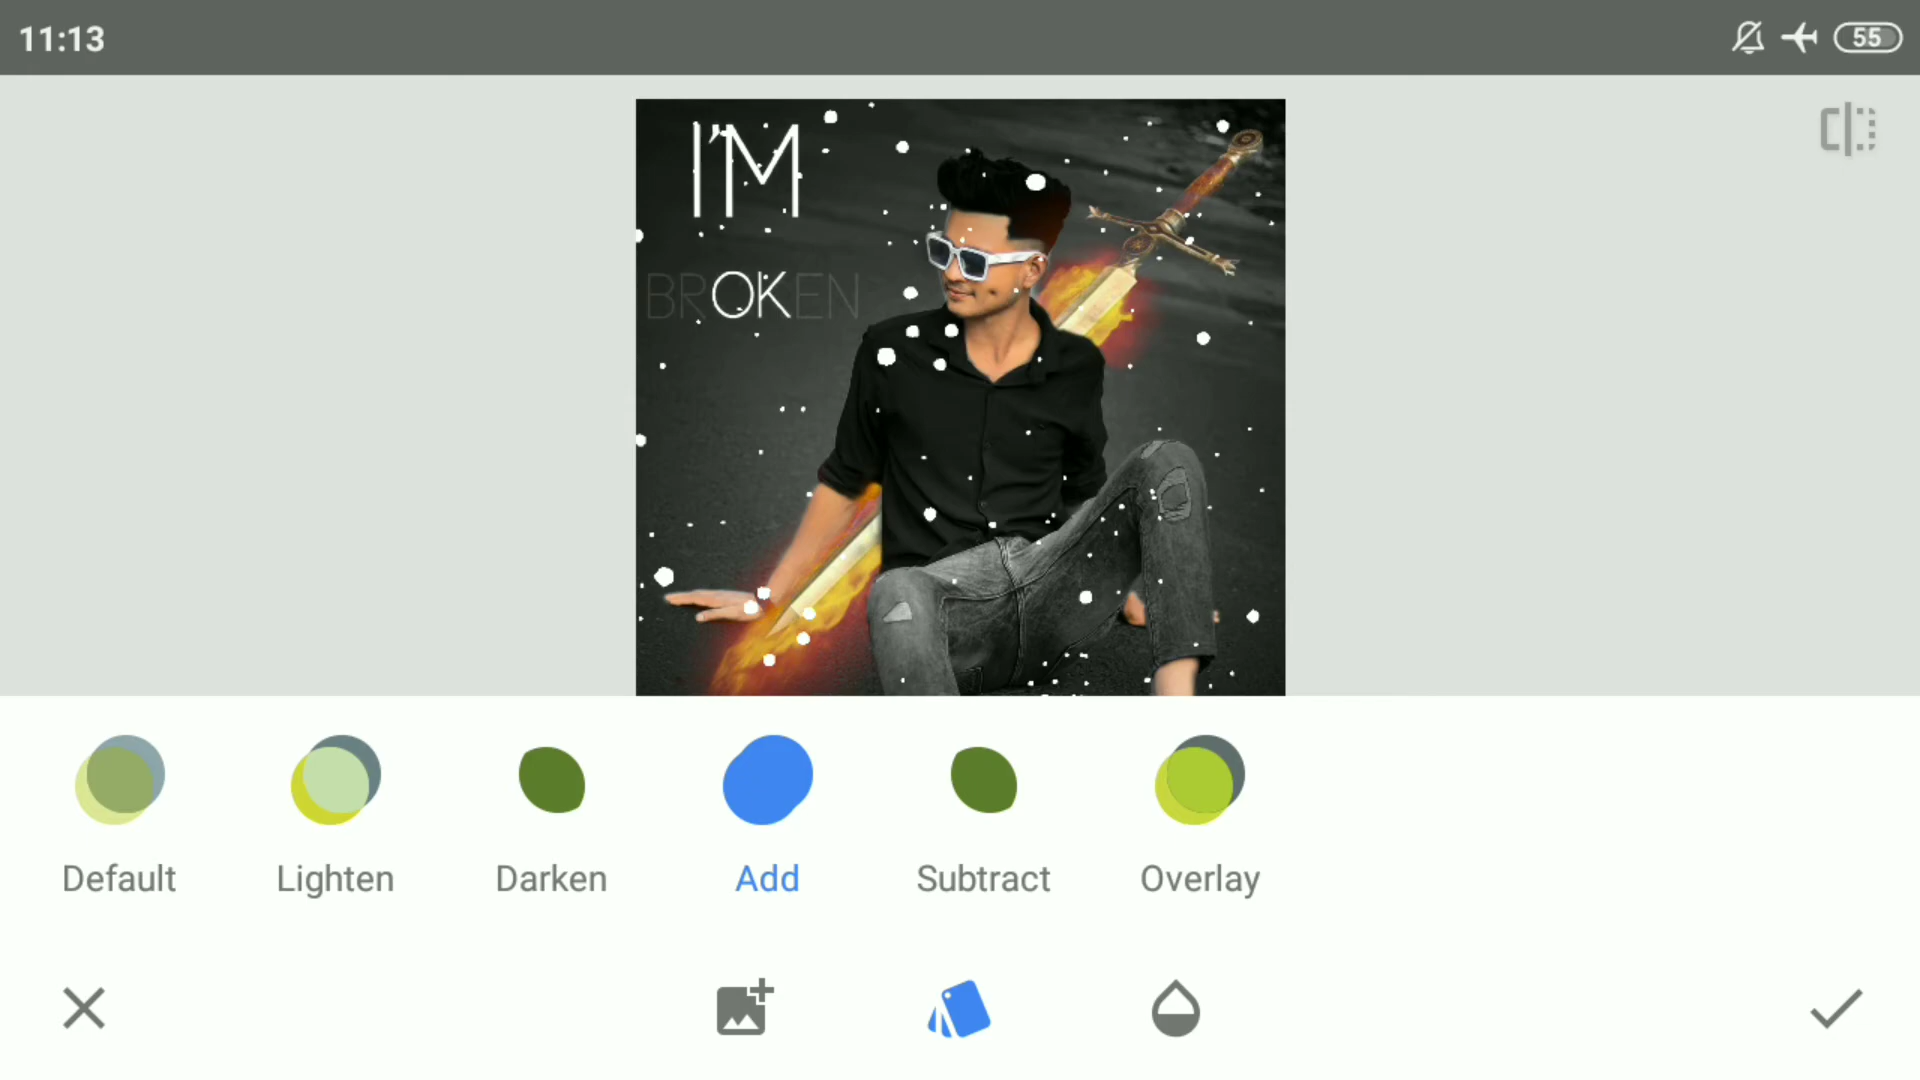 11:13
55
I'M
BROKEN
Default
Lighten
Darken
Add
Subtract
Overlay